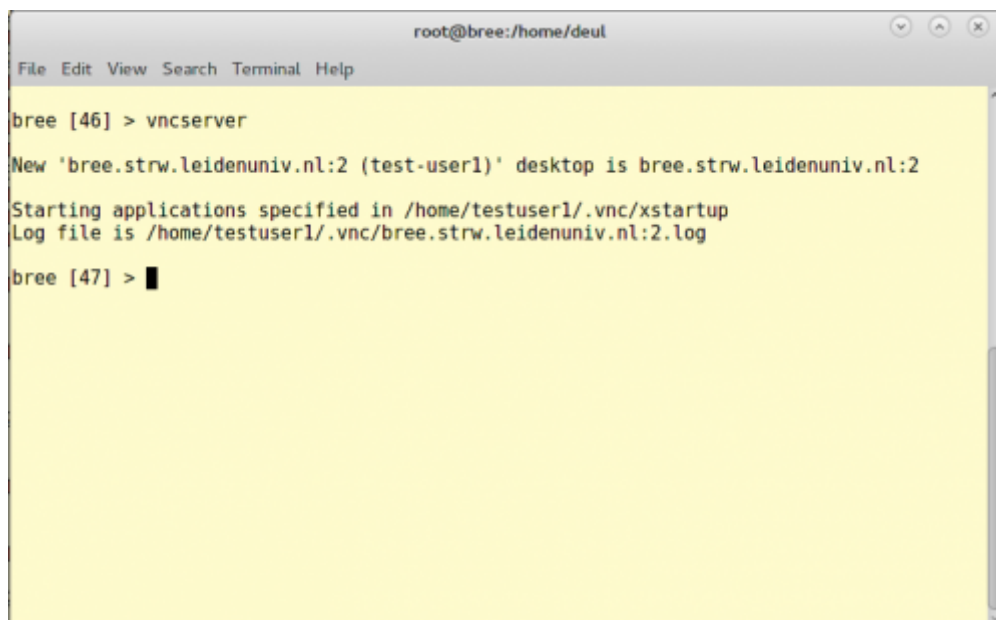 root@bree:/home/deul
File Edit View Search Terminal Help
bree [46] > vncserver
New 'bree.strw.leidenuniv.nl:2 (test-user1)' desktop is bree.strw.leidenuniv.nl:2
Starting applications specified in /home/testuser1/.vnc/xstartup
Log file is /home/testuser1/.vnc/bree.strw.leidenuniv.nl:2.log
bree [47] >